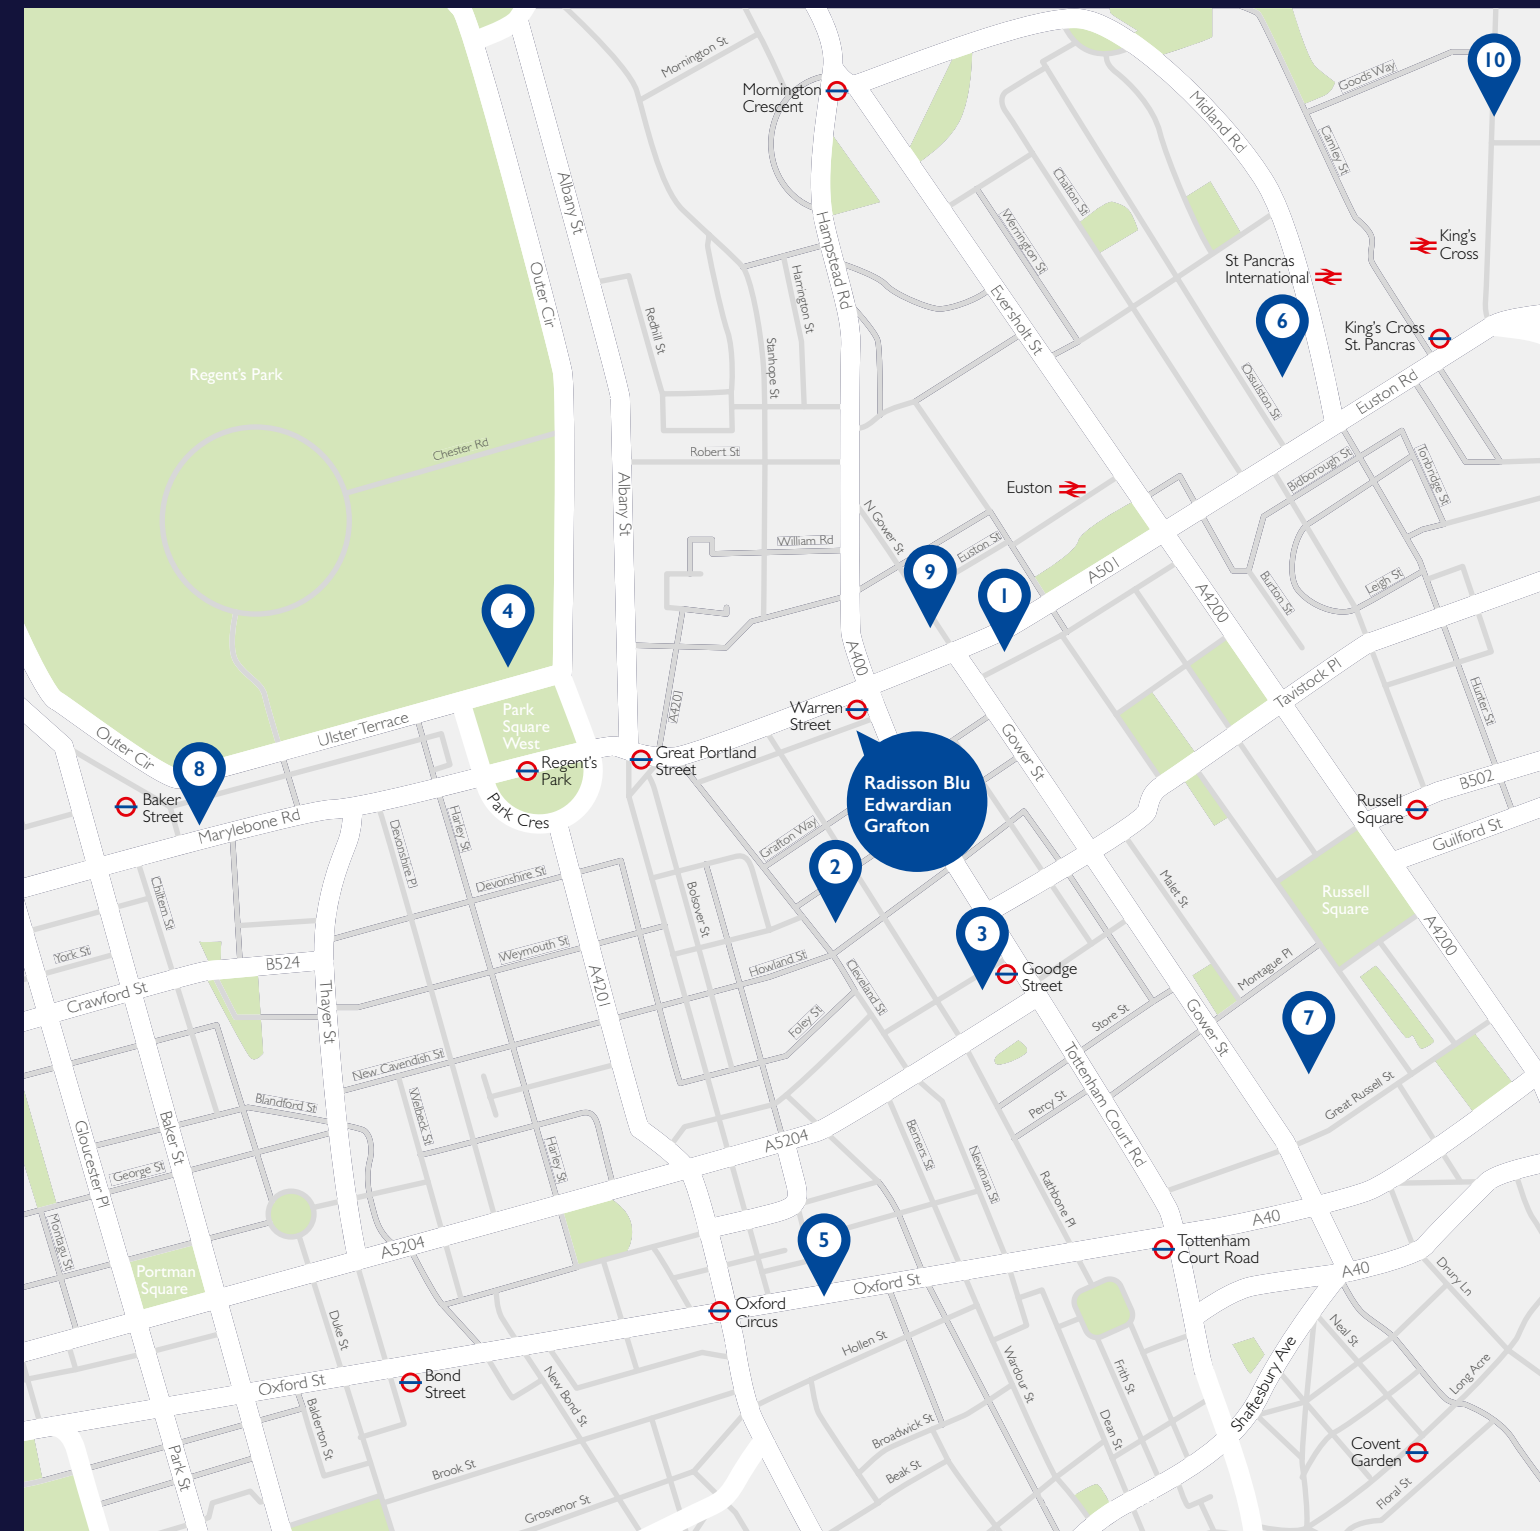 10
Goods Way
Mornington St
Mornington
Crescent
Midland Rd
Camley St
Albany St
Chalton St
Werrington St
Hampstead Rd
King's
Cross
St Pancras
International
Outer Cir
Harrington St
Eversholt St
6
King's Cross
St. Pancras
Redhill St
Stanhope St
Regent's Park
Ossulston St
Euston Rd
Chester Rd
Robert St
Bidborough St
Tonbridge St
Albany St
Euston
N Gower St
William Rd
Euston St
9
A501
Burton St
Leigh St
4
1
A4200
A400
Tavistock Pl
Hunter St
A4201
Warren
Street
Park
Square
West
Ulster Terrace
Outer Cir
Gower St
8
Regent's
Park
Great Portland
Street
Radisson Blu
Edwardian
Grafton
B502
Baker
Street
Marylebone Rd
Park Cres
Russell
Square
Guilford St
Harley St
Devonshire Pl
Grafton Way
2
Devonshire St
Malet St
Chiltern St
Bolsover St
Russell
Square
3
A4200
York St
B524
Weymouth St
Howland St
Cleveland St
Goodge
Street
Montague Pl
Crawford St
Thayer St
A4201
Foley St
Store St
Gower St
7
New Cavendish St
Tottenham Court Rd
Great Russell St
Blandford St
Welbeck St
Percy St
Gloucester Pl
Baker St
A5204
Berners St
Newman St
Harley St
George St
Rathbone Pl
Montagu St
A5204
5
A40
Tottenham
Court Road
Portman
Square
A40
Drury Ln
Oxford St
Oxford
Circus
Duke St
Hollen St
Neal St
Wardour St
Frith St
Shaftesbury Ave
Long Acre
Bond
Street
Oxford St
New Bond St
Balderton St
Broadwick St
Dean St
Covent
Garden
Park St
Brook St
Beak St
Grosvenor St
Floral St